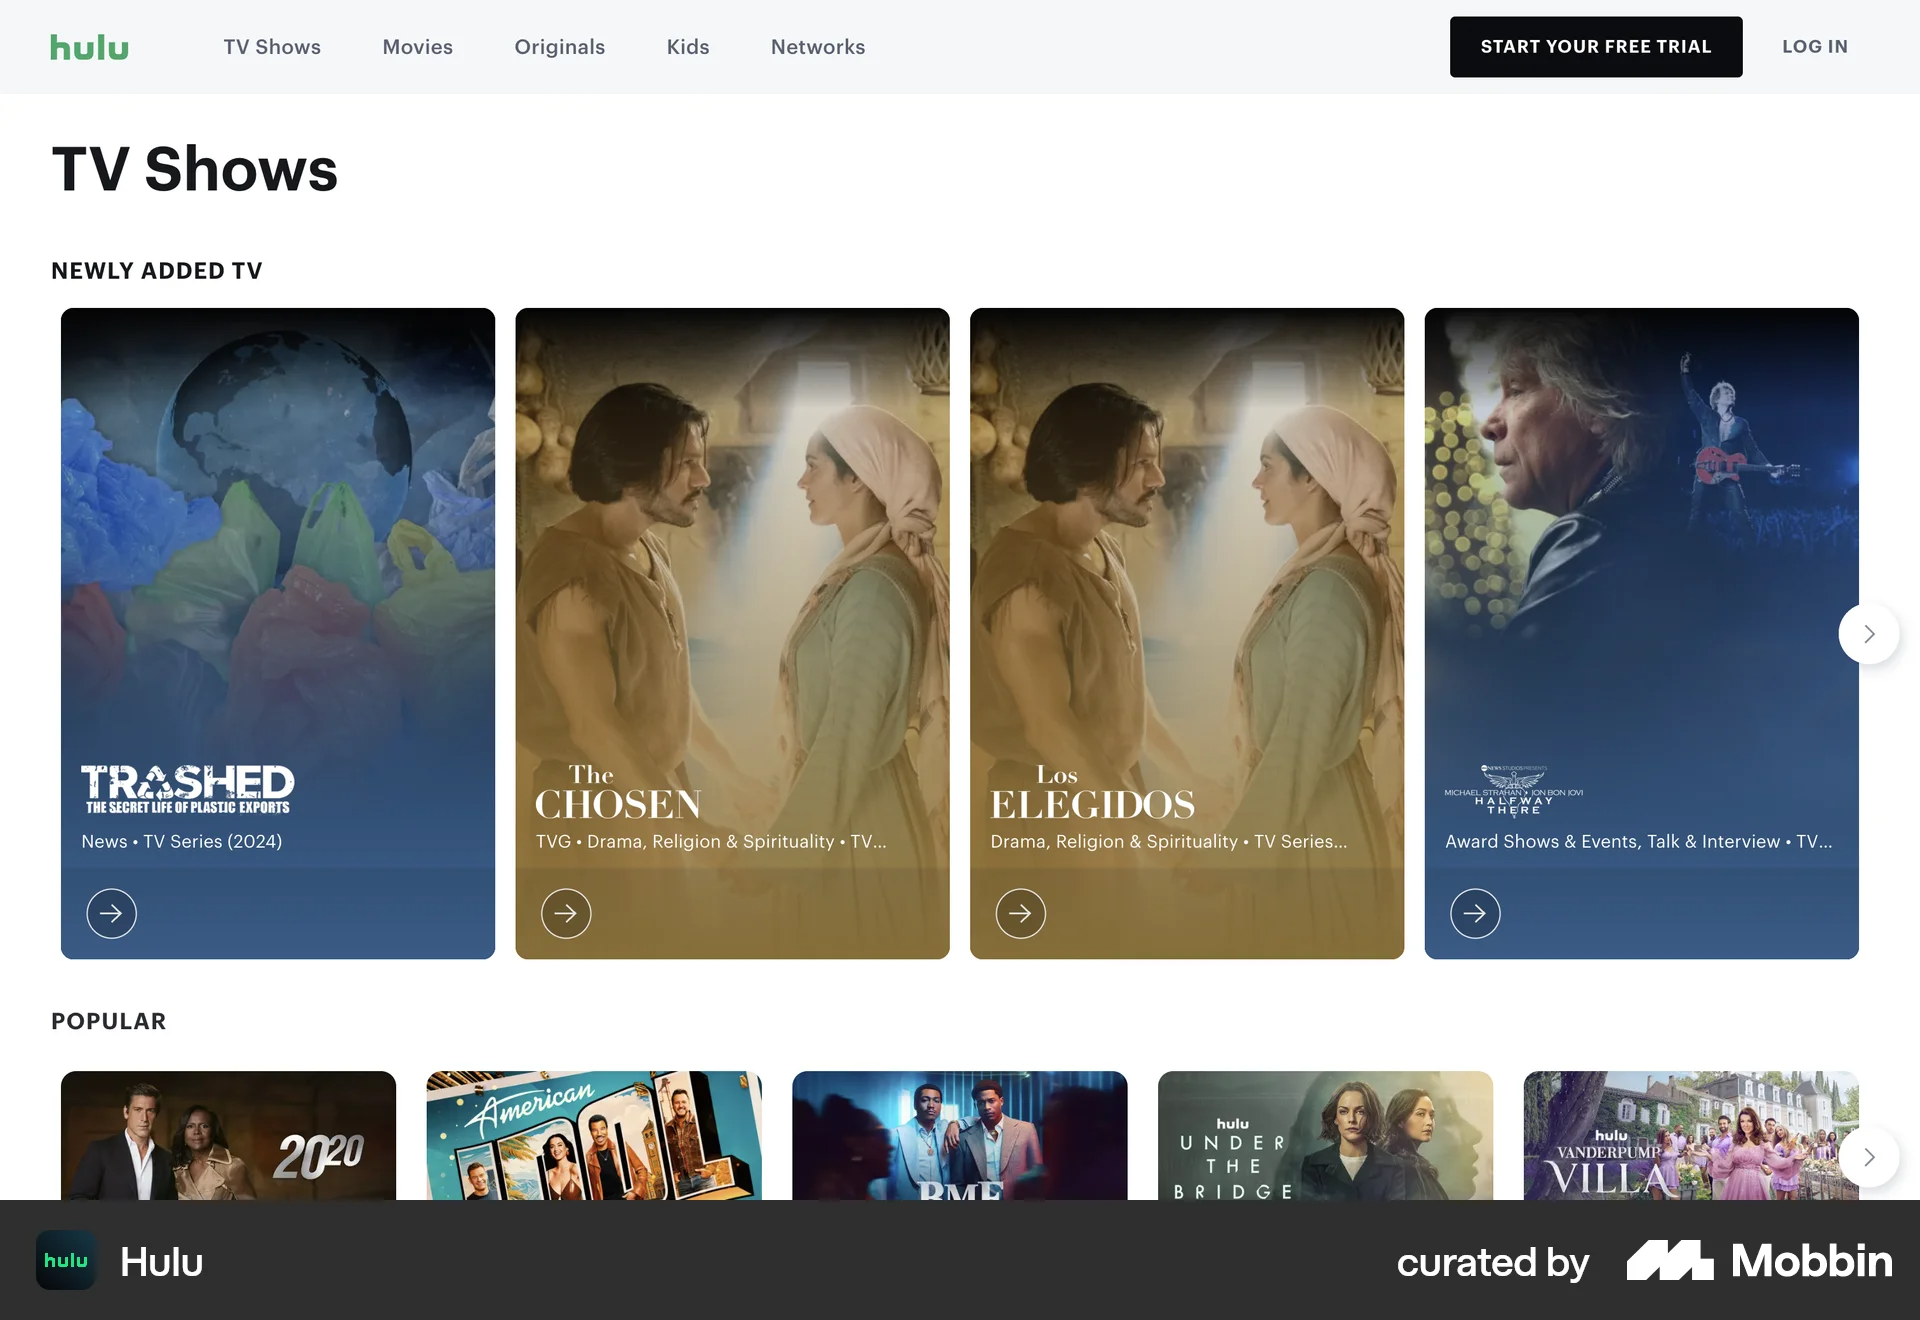 hulu
TV Shows
Movies
Originals
Kids
Networks
START YOUR FREE TRIAL
LOG IN
TV Shows
NEWLY ADDED TV
TRASHED
THE SECRET LIFE OF PLASTIC EXPORTS
News • TV Series (2024)
The
CHOSEN
TVG • Drama, Religion & Spirituality • TV...
Los
ELEGIDOS
Drama, Religion & Spirituality • TV Series...
NEWS STUDIOS PRESENTS
MICHAEL STRAHAN • JON BON JOVI
HALFWAY
THERE
Award Shows & Events, Talk & Interview • TV...
POPULAR
2020
American
IDOL
BMF
hulu
UNDER
THE
BRIDGE
hulu
VANDERPUMP
VILLA
hulu
Hulu
curated by
Mobbin